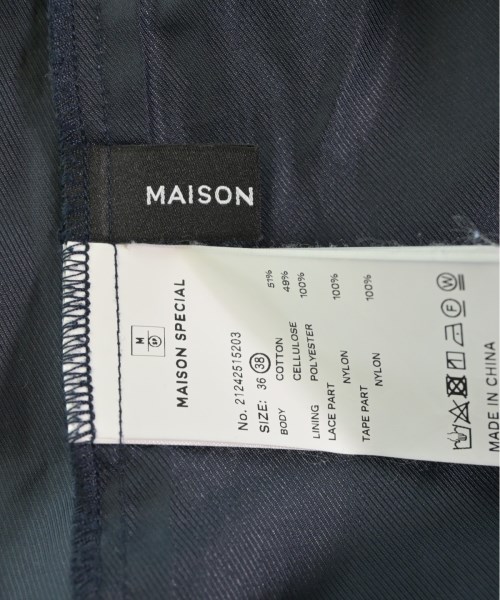 MAISON
M
SP
MAISON SPECIAL
No. 21242515203
SIZE: 36 38
BODY COTTON 51%
CELLULOSE 49%
LINING POLYESTER 100%
LACE PART
NYLON 100%
TAPE PART
NYLON 100%
F W
MADE IN CHINA